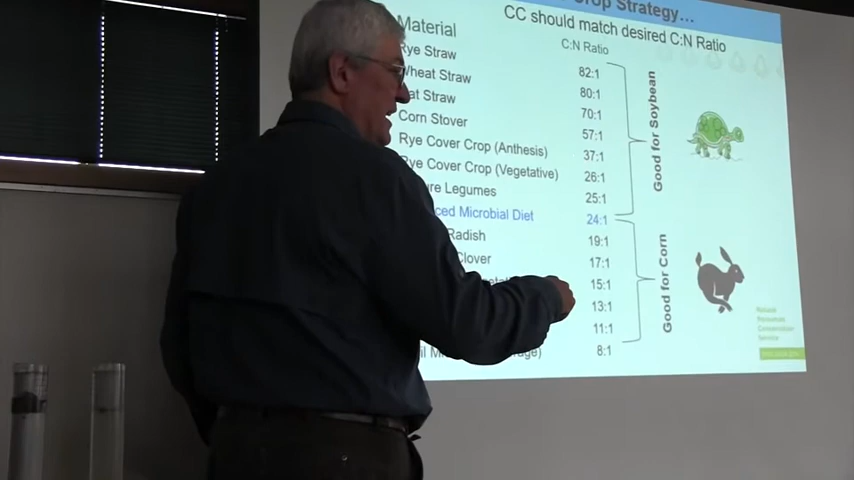 Crop Strategy...
CC should match desired C:N Ratio
Material C:N Ratio
Rye Straw 82:1
Wheat Straw 80:1
Straw 70:1
Corn Stover 57:1
Rye Cover Crop (Anthesis) 37:1
Rye Cover Crop (Vegetative) 26:1
Legumes 25:1
Microbial Diet 24:1
Radish 19:1
Clover 17:1
15:1
13:1
11:1
8:1
Good for Soybean
Good for Corn